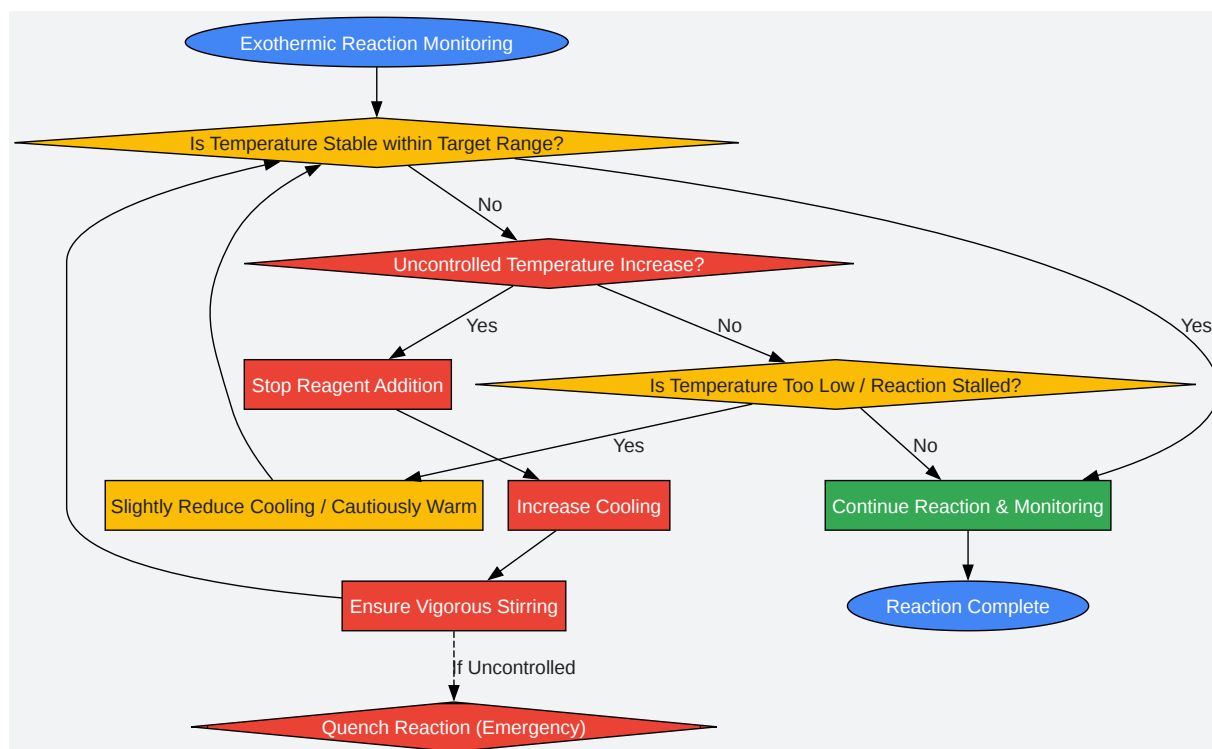 Exothermic Reaction Monitoring
Is Temperature Stable within Target Range?
No
Uncontrolled Temperature Increase?
Yes
No
Yes
Stop Reagent Addition
Is Temperature Too Low / Reaction Stalled?
Yes
No
Slightly Reduce Cooling / Cautiously Warm
Increase Cooling
Continue Reaction & Monitoring
Ensure Vigorous Stirring
Reaction Complete
If Uncontrolled
Quench Reaction (Emergency)